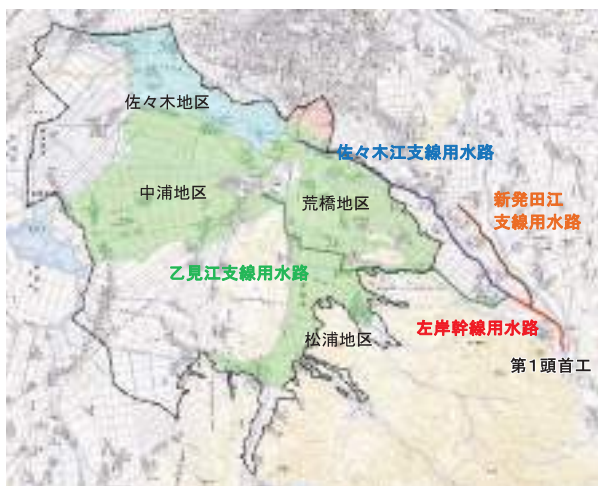 佐々木地区
佐々木江支線用水路
中浦地区
荒橋地区
新発田江
支線用水路
乙見江支線用水路
左岸幹線用水路
松浦地区
第1頭首工